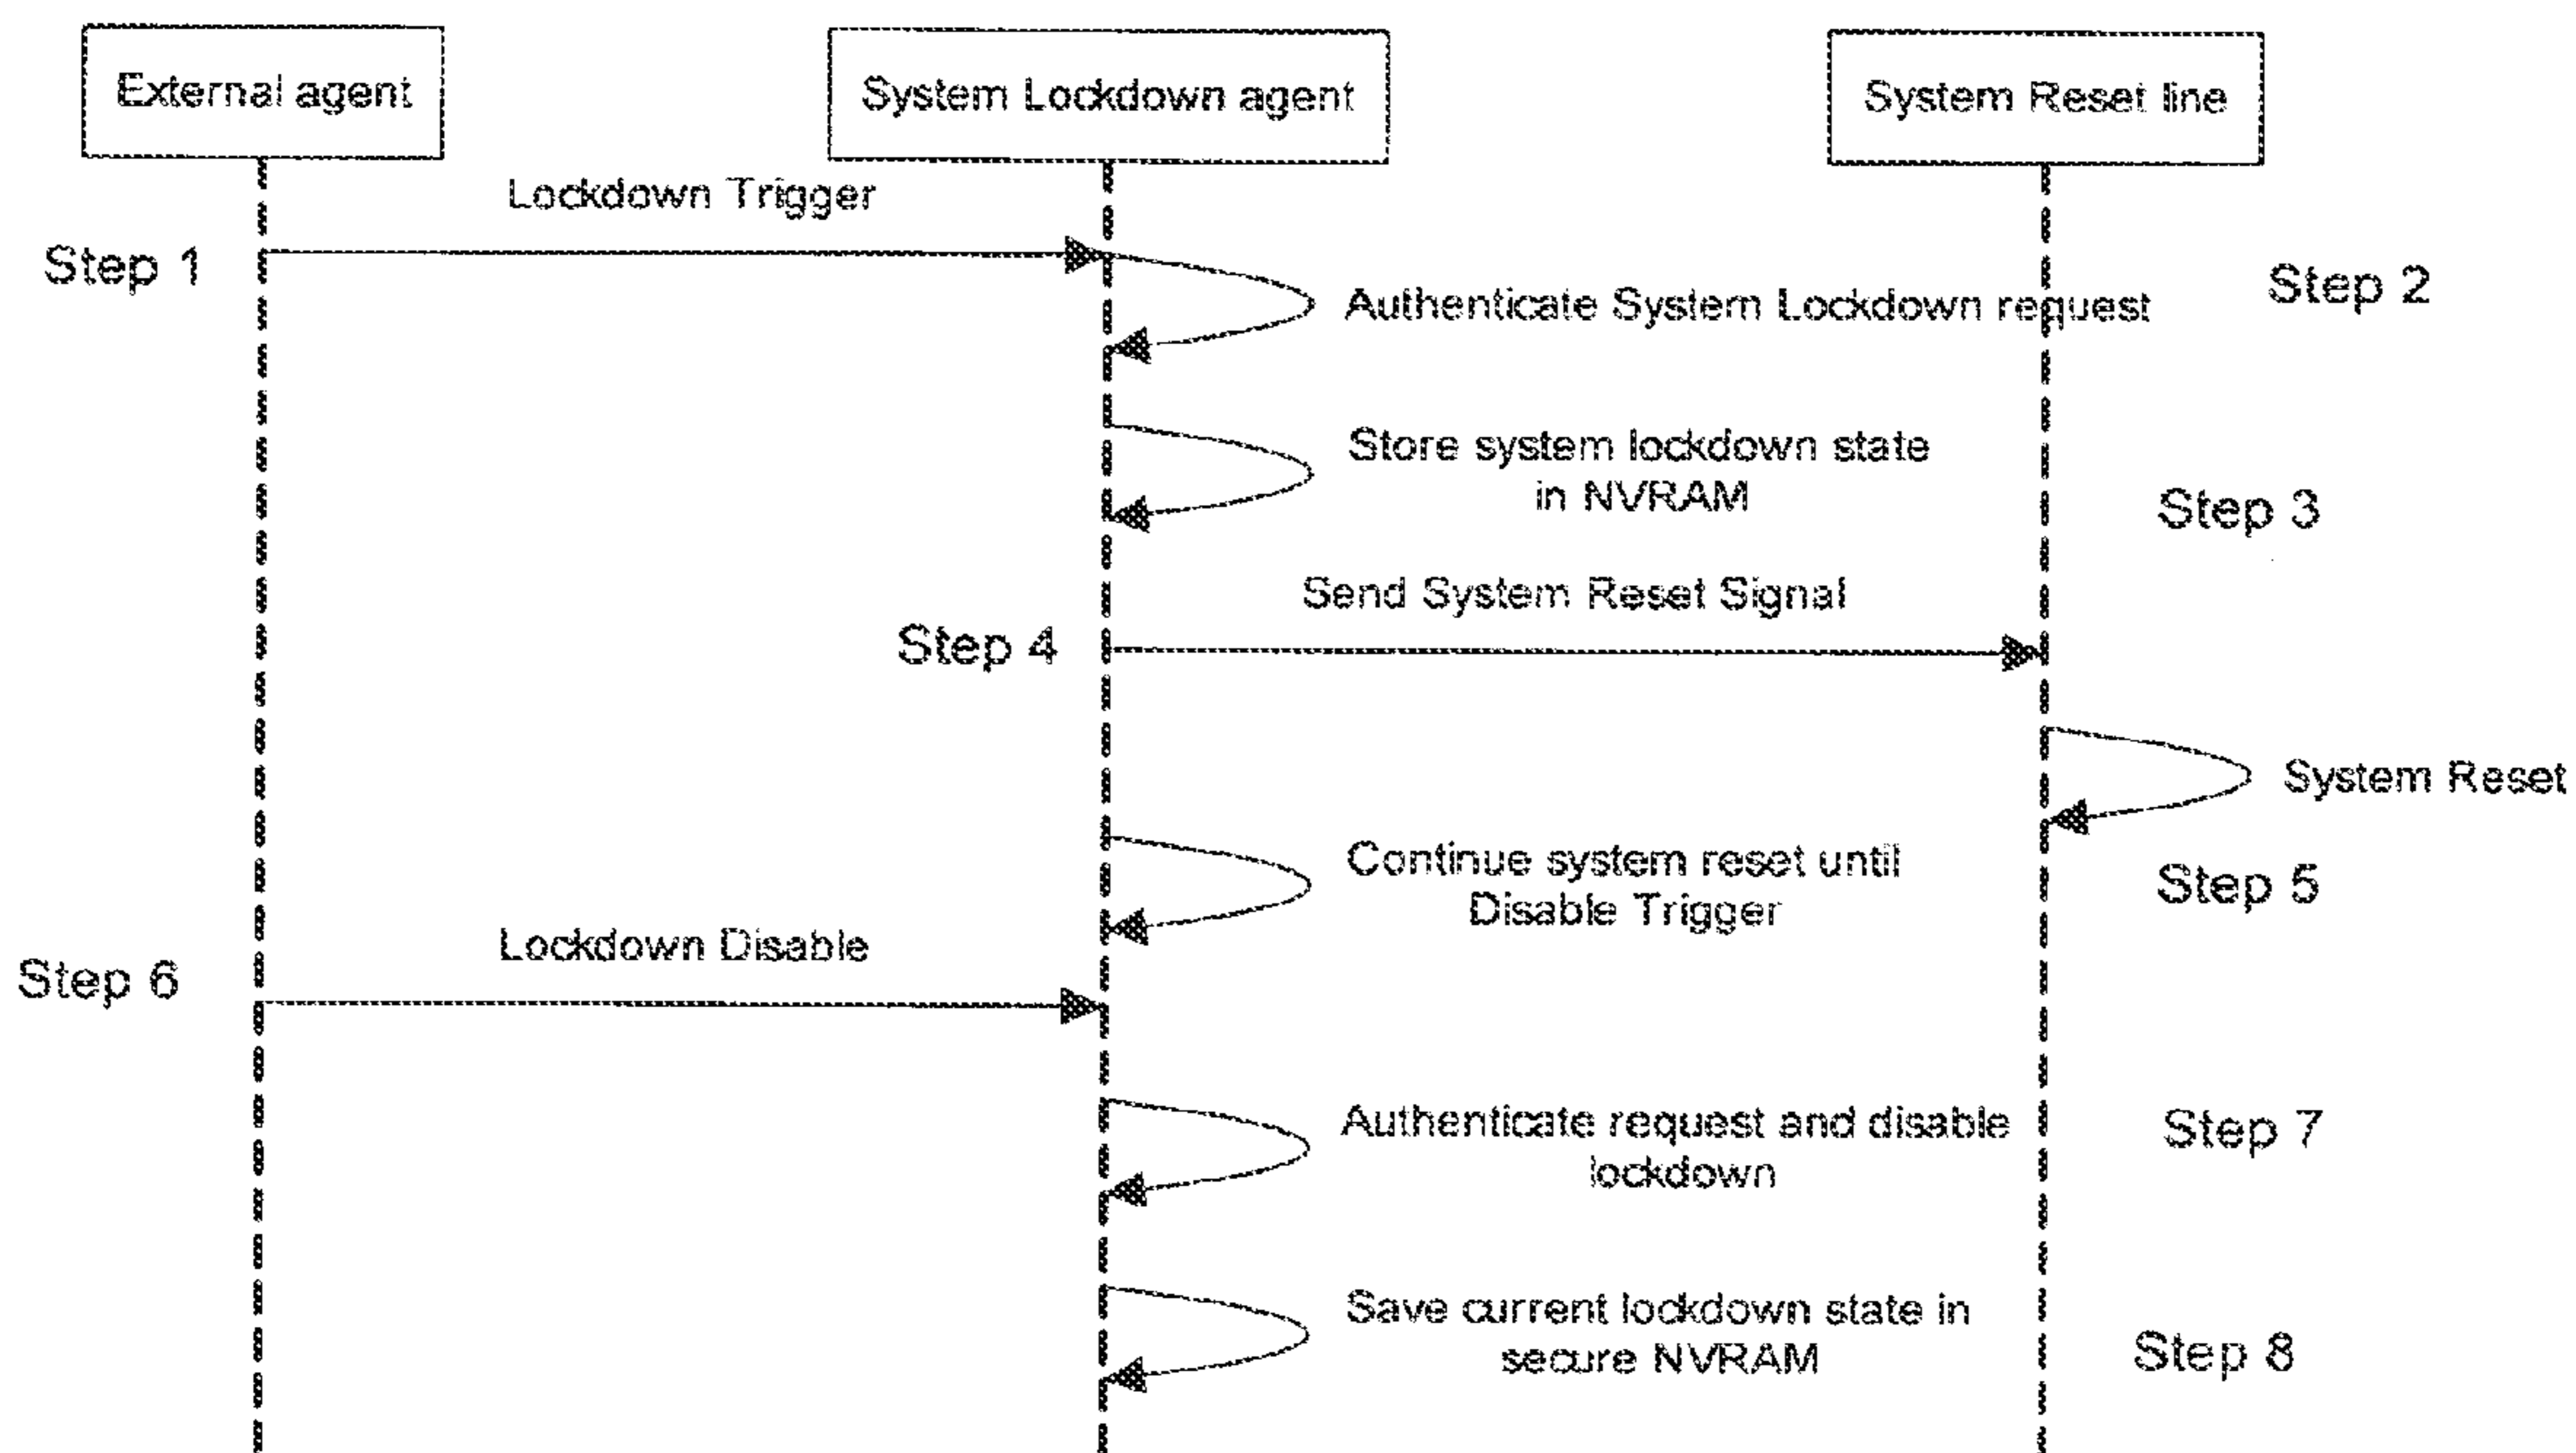 External agent
System Lockdown agent
System Reset line
Lockdown Trigger
Step 1
Authenticate System Lockdown request
Step 2
Store system lockdown state
in NVRAM
Step 3
Send System Reset Signal
Step 4
System Reset
Continue system reset until
Disable Trigger
Step 5
Lockdown Disable
Step 6
Authenticate request and disable
lockdown
Step 7
Save current lockdown state in
secure NVRAM
Step 8